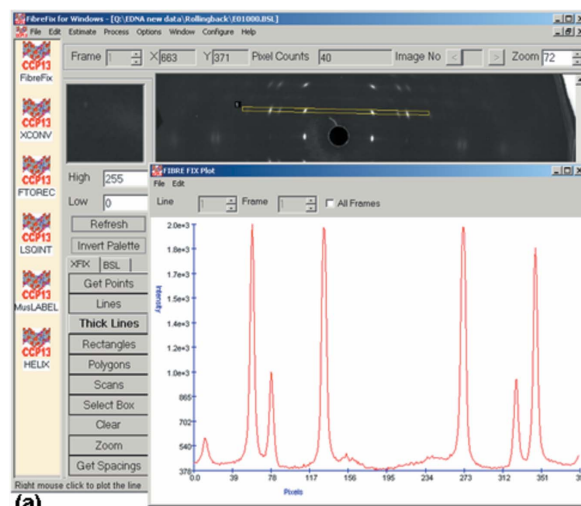 FibreFix for Windows - [Q:\EDNA new data\Rollingback\E01000.BSL]
File Edit Estimate Process Options Window Configure Help
Frame 1 X 663 Y 371 Pixel Counts 40 Image No < > Zoom 72
CCP13
FibreFix
CCP13
XCONV
CCP13
FTOREC
CCP13
LSQINT
CCP13
MusLABEL
CCP13
HELIX
High 255
Low 0
Refresh
Invert Palette
XFIX BSL
Get Points
Lines
Thick Lines
Rectangles
Polygons
Scans
Select Box
Clear
Zoom
Get Spacings
Right mouse click to plot the line
FIBRE FIX Plot
File Edit
Line 1 Frame 1 All Frames
2.0e+3
1.8e+3
1.7e+3
1.5e+3
1.4e+3
1.2e+3
1.0e+3
865
702
540
378
Intensity
0.0 39 78 117 156 195 234 273 312 351
Pixels
(a)